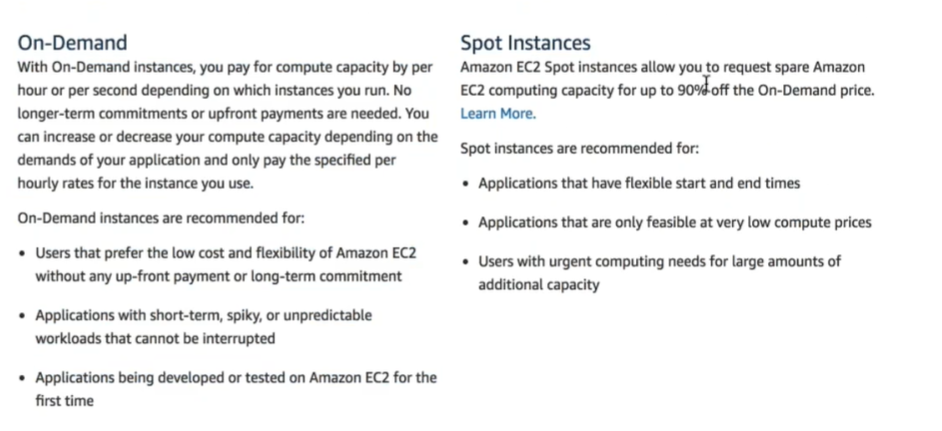 On-Demand
With On-Demand instances, you pay for compute capacity by per
hour or per second depending on which instances you run. No
longer-term commitments or upfront payments are needed. You
can increase or decrease your compute capacity depending on the
demands of your application and only pay the specified per
hourly rates for the instance you use.
On-Demand instances are recommended for:
• Users that prefer the low cost and flexibility of Amazon EC2
without any up-front payment or long-term commitment
• Applications with short-term, spiky, or unpredictable
workloads that cannot be interrupted
• Applications being developed or tested on Amazon EC2 for the
first time
Spot Instances
Amazon EC2 Spot instances allow you to request spare Amazon
EC2 computing capacity for up to 90% off the On-Demand price.
Learn More.
Spot instances are recommended for:
• Applications that have flexible start and end times
• Applications that are only feasible at very low compute prices
• Users with urgent computing needs for large amounts of
additional capacity